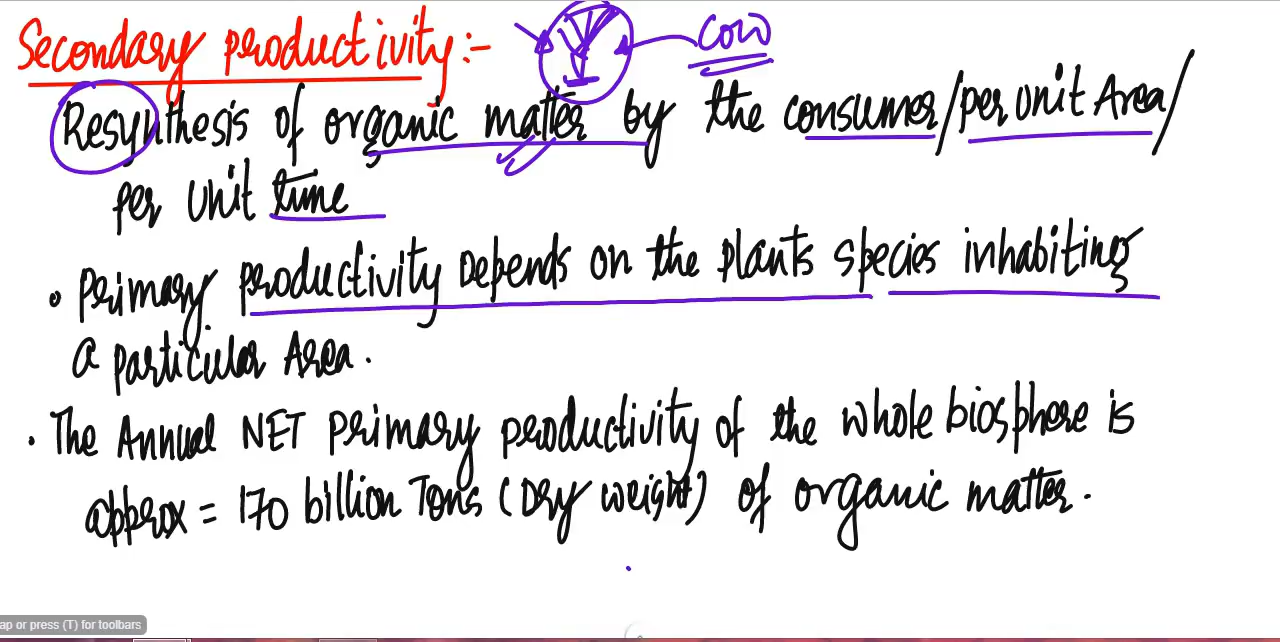 Secondary productivity:-
Cow
Resynthesis of organic matter by the consumer/per unit Area/
per unit time
• Primary productivity Depends on the plants species inhabiting
a particular Area.
• The Annual NET primary productivity of the whole biosphere is
approx = 170 billion Tons (Dry weight) of organic matter.
ap or press (T) for toolbars